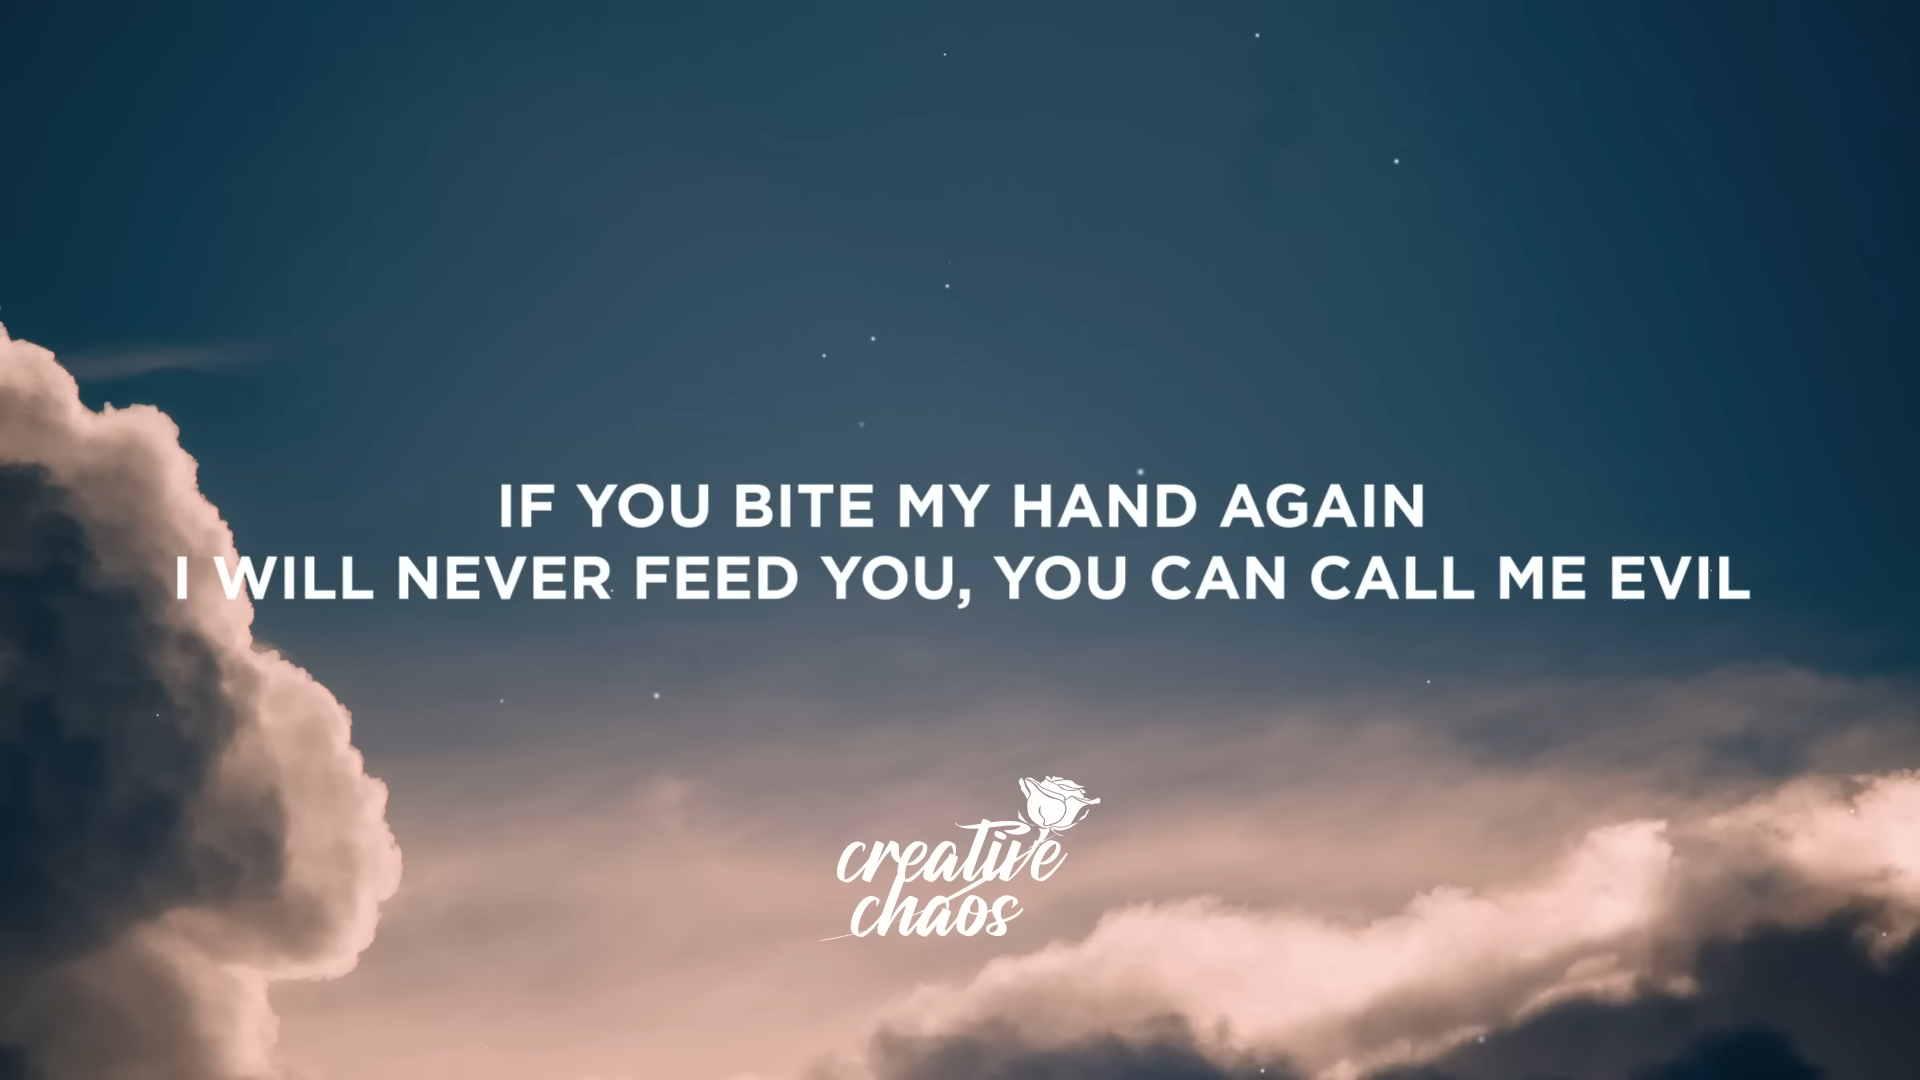 IF YOU BITE MY HAND AGAIN
I WILL NEVER FEED YOU, YOU CAN CALL ME EVIL
creative
chaos